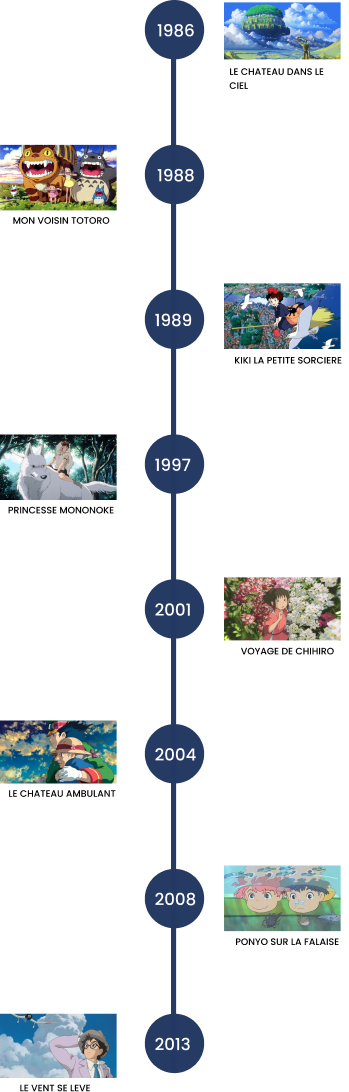 1986
LE CHATEAU DANS LE
CIEL
1988
MON VOISIN TOTORO
1989
KIKI LA PETITE SORCIERE
1997
PRINCESSE MONONOKE
2001
VOYAGE DE CHIHIRO
2004
LE CHATEAU AMBULANT
2008
PONYO SUR LA FALAISE
2013
LE VENT SE LEVE